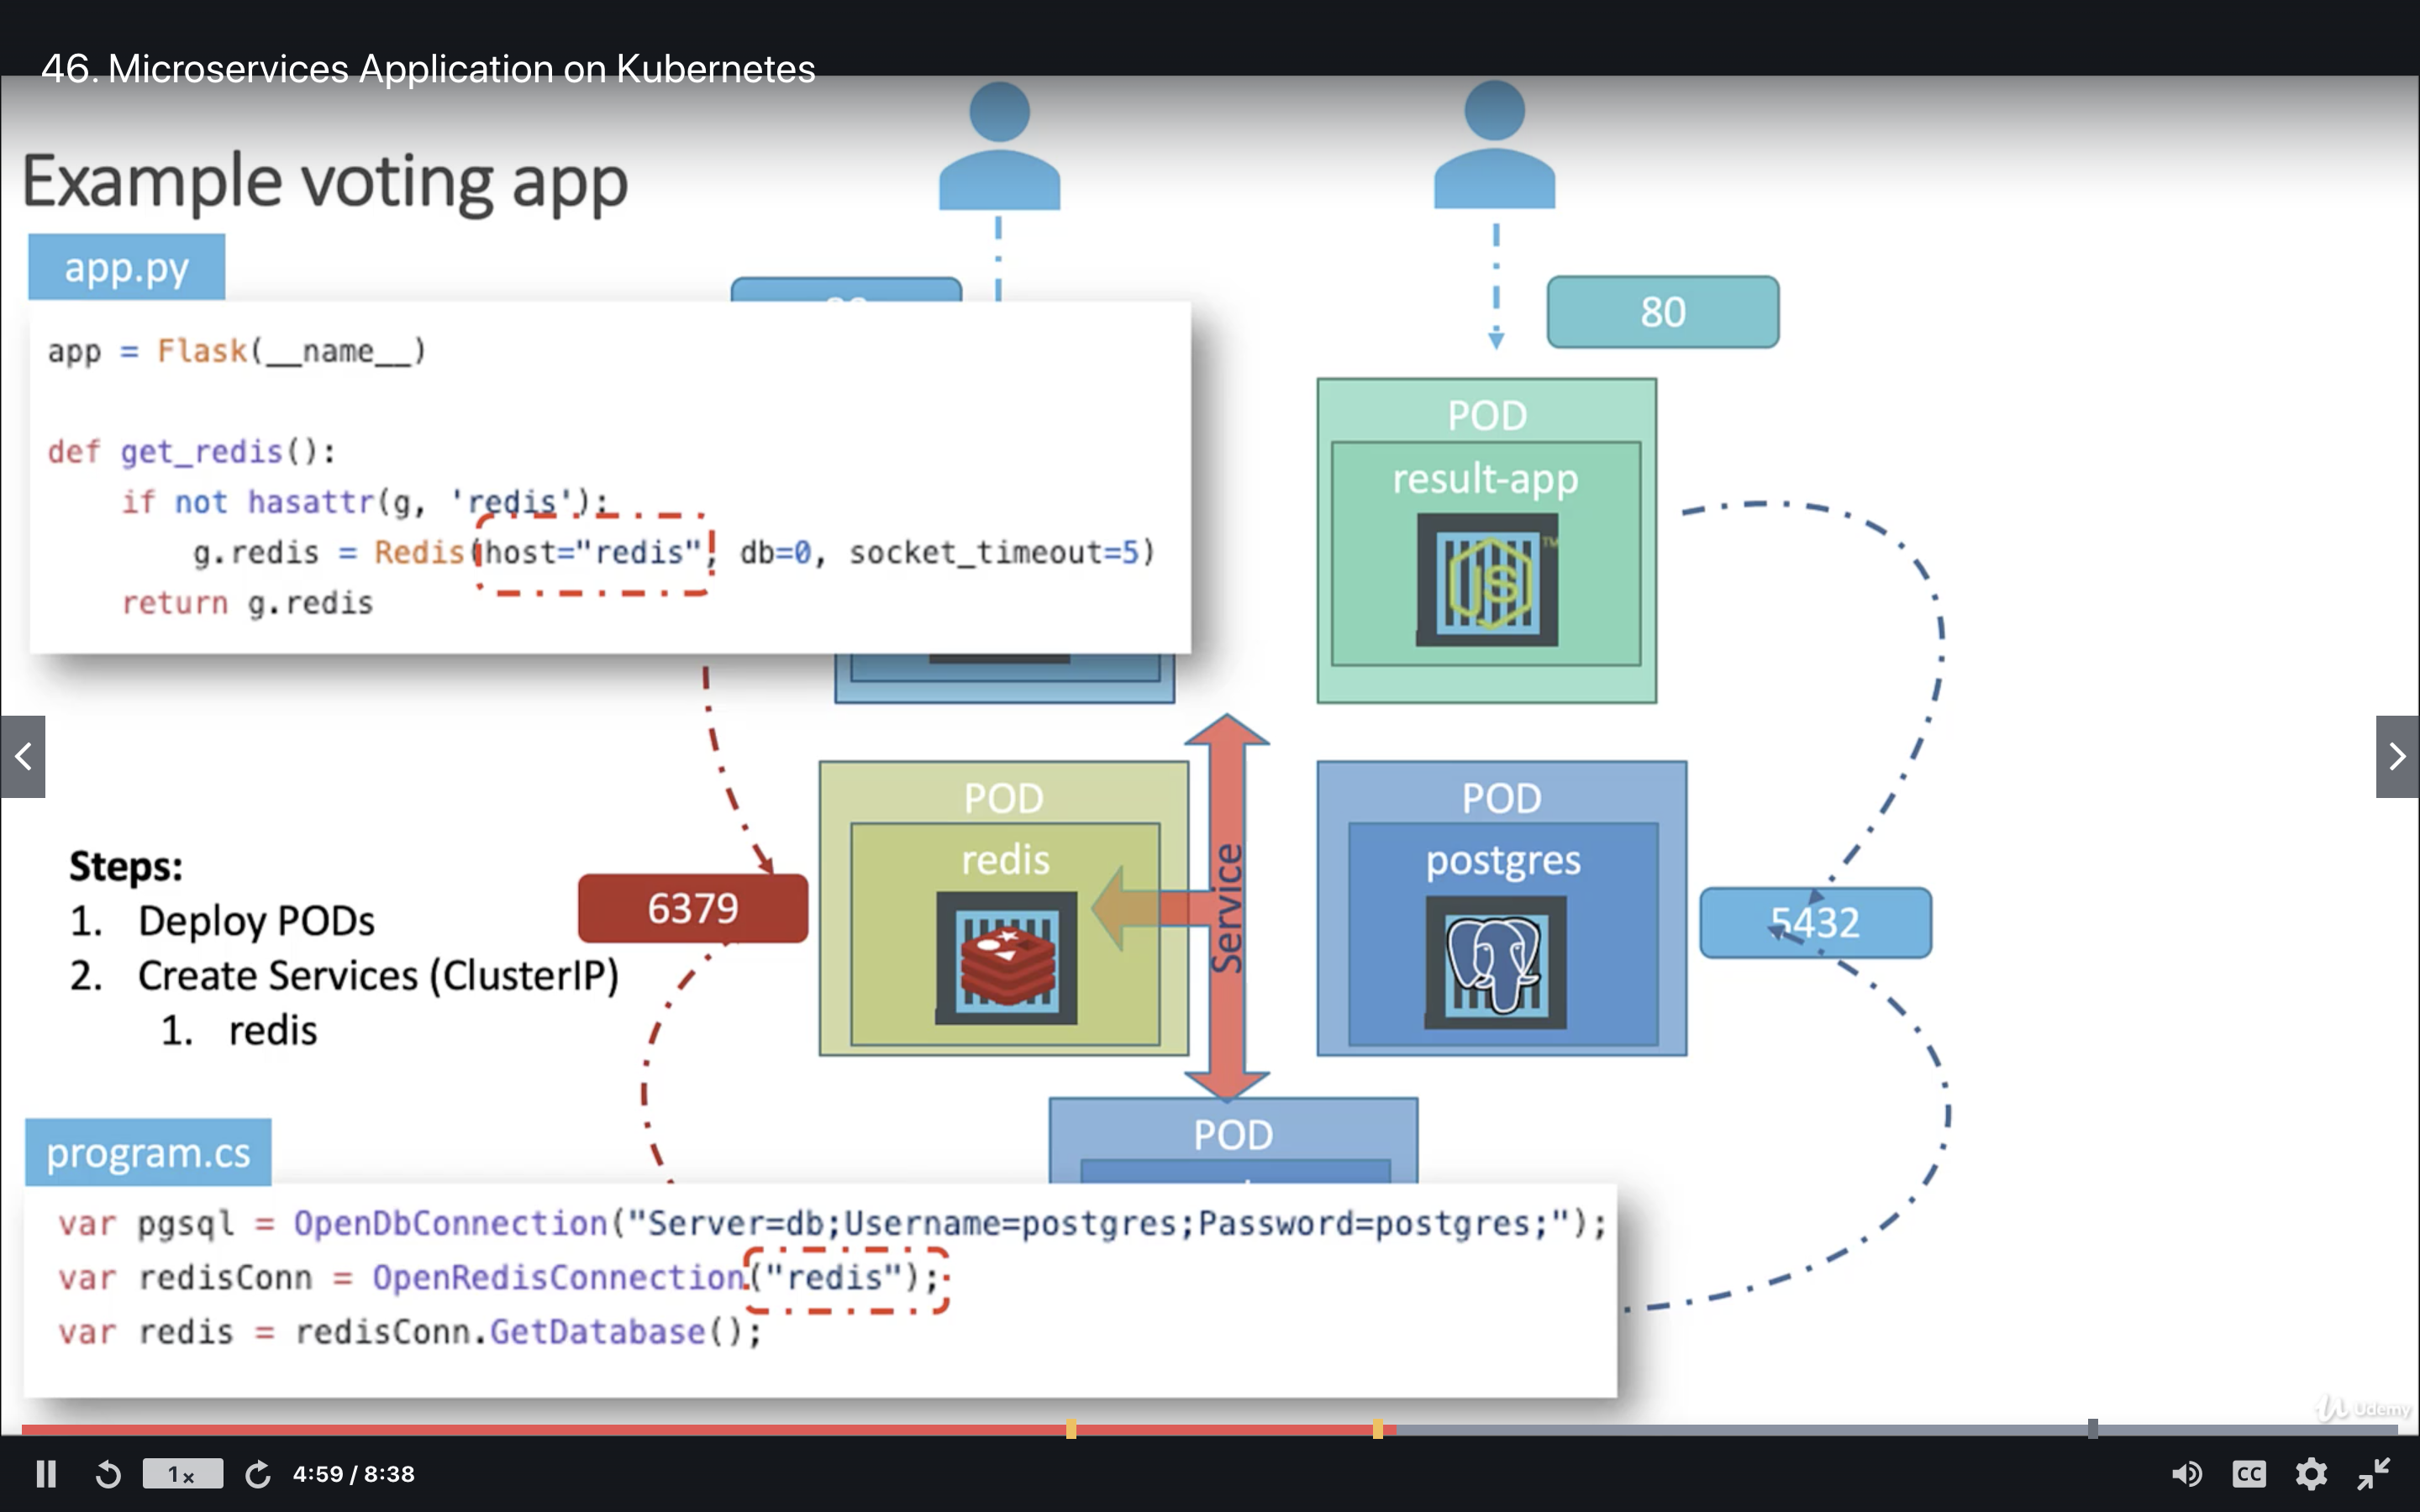 46. Microservices Application on Kubernetes
Example voting app
app.py
80
app = Flask(__name__)
def get_redis():
if not hasattr(g, 'redis'):
g.redis = Redis(host="redis", db=0, socket_timeout=5)
return g.redis
POD
result-app
JS
TM
POD
redis
Service
POD
postgres
6379
5432
Steps:
1. Deploy PODs
2. Create Services (ClusterIP)
1. redis
POD
program.cs
var pgsql = OpenDbConnection("Server=db;Username=postgres;Password=postgres;");
var redisConn = OpenRedisConnection("redis");
var redis = redisConn.GetDatabase();
Udemy
1x
4:59 / 8:38
CC